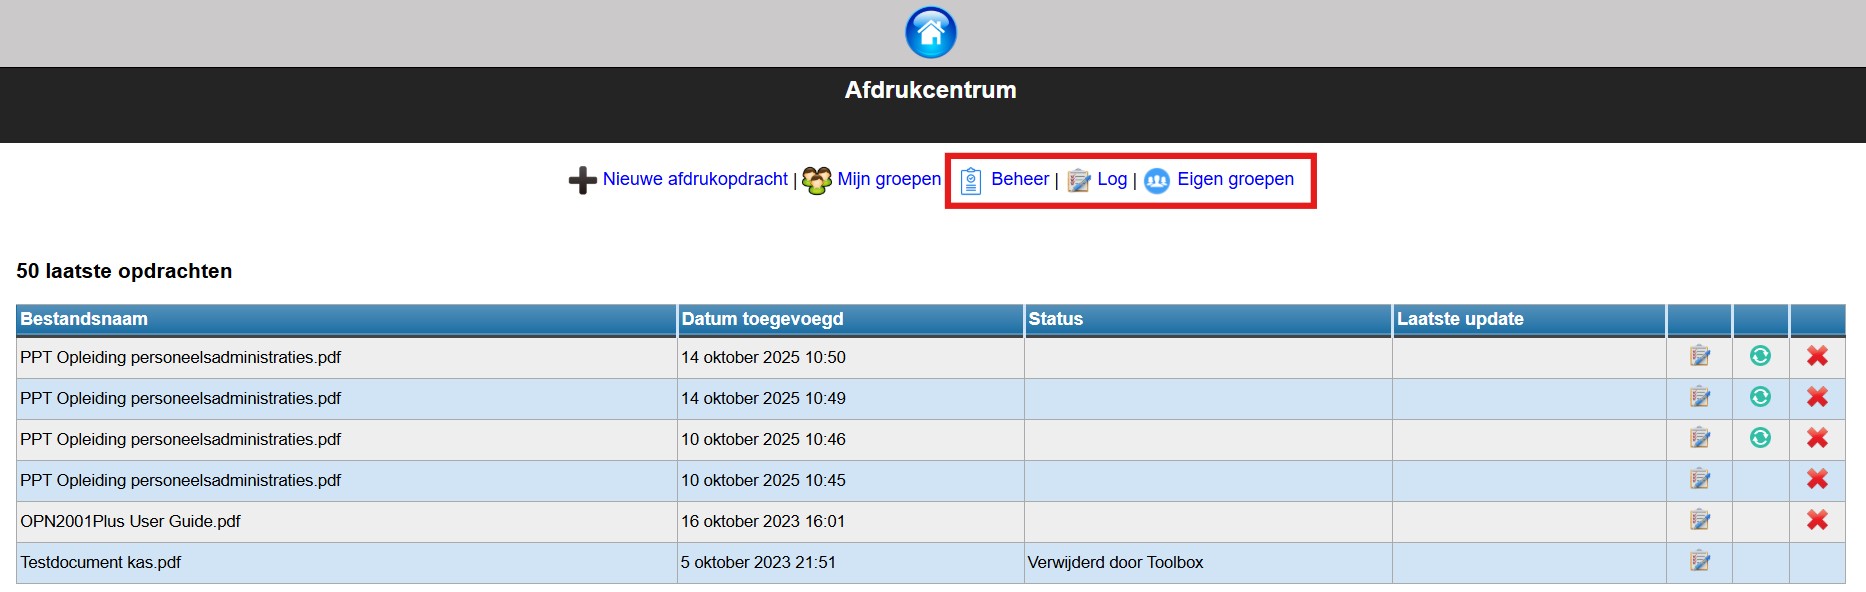 Afdrukcentrum
Nieuwe afdrukopdracht | Mijn groepen Beheer | Log | Eigen groepen
50 laatste opdrachten
Bestandsnaam Datum toegevoegd Status Laatste update
PPT Opleiding personeelsadministraties.pdf 14 oktober 2025 10:50
PPT Opleiding personeelsadministraties.pdf 14 oktober 2025 10:49
PPT Opleiding personeelsadministraties.pdf 10 oktober 2025 10:46
PPT Opleiding personeelsadministraties.pdf 10 oktober 2025 10:45
OPN2001Plus User Guide.pdf 16 oktober 2023 16:01
Testdocument kas.pdf 5 oktober 2023 21:51 Verwijderd door Toolbox